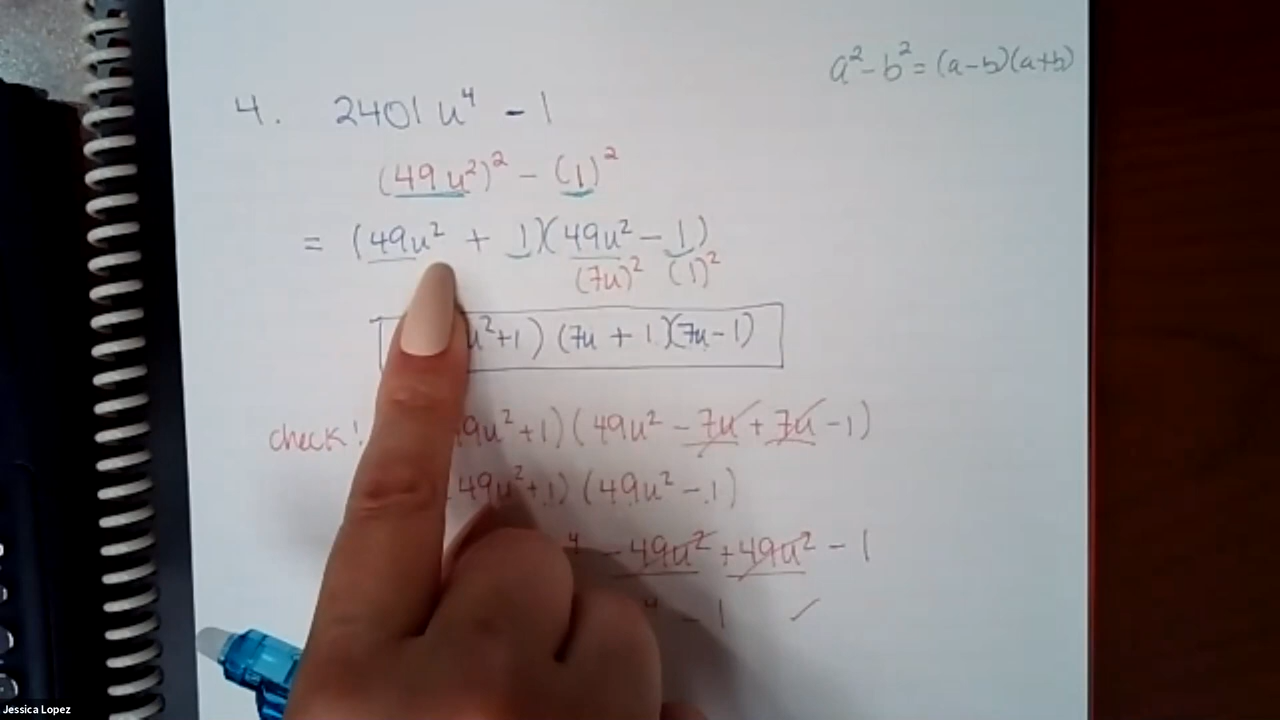 a² - b² = (a-b)(a+b)
4. 2401 u⁴ - 1
(49u²)² - (1)²
= (49u² + 1)(49u² - 1)
(7u)² (1)²
u²+1) (7u + 1)(7u-1)
check! 9u²+1) (49u² - 7u + 7u - 1)
(49u²+1) (49u² - 1)
⁴ - 49u² + 49u² - 1
⁴ - 1 ✓
Jessica Lopez